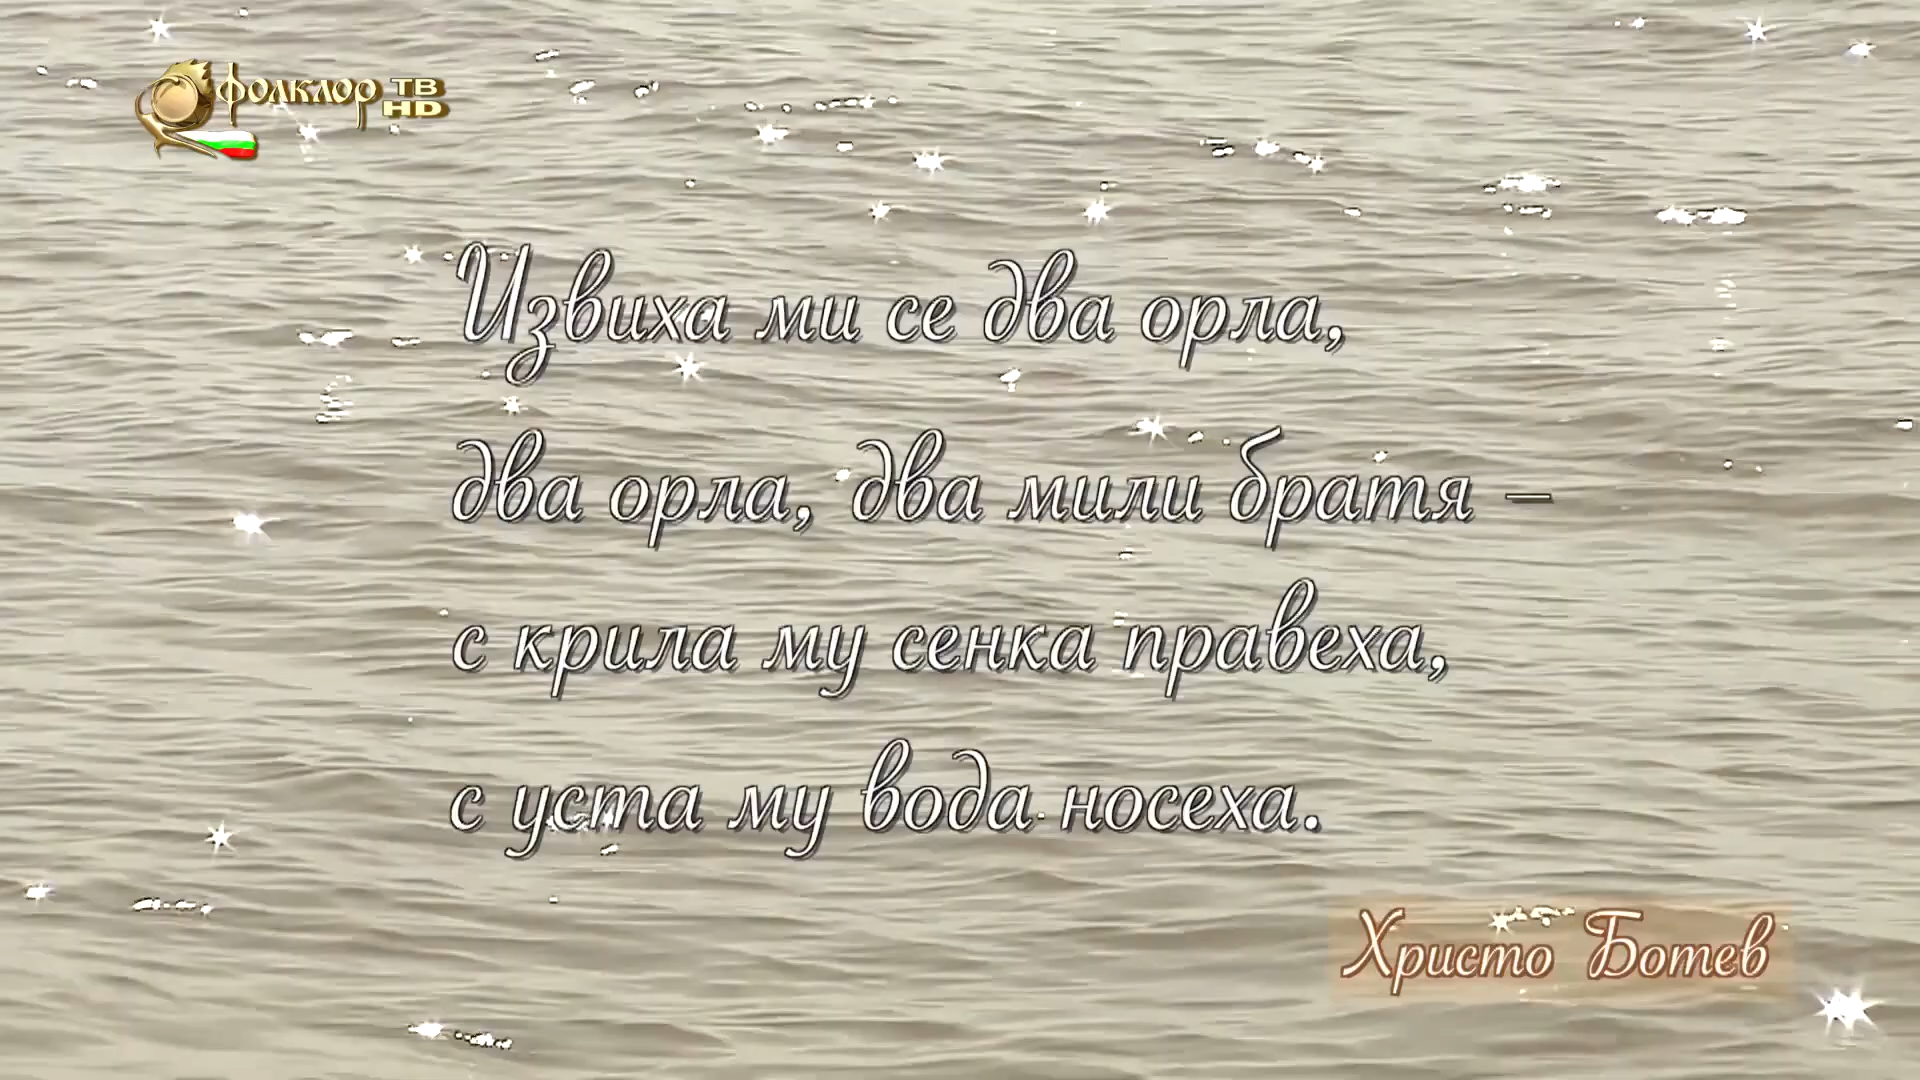 фолклор ТВ
HD
Извиха ми се два орла,
два орла, два мили братя –
с крила му сенка правеха,
с уста му вода носеха.
Христо Ботев